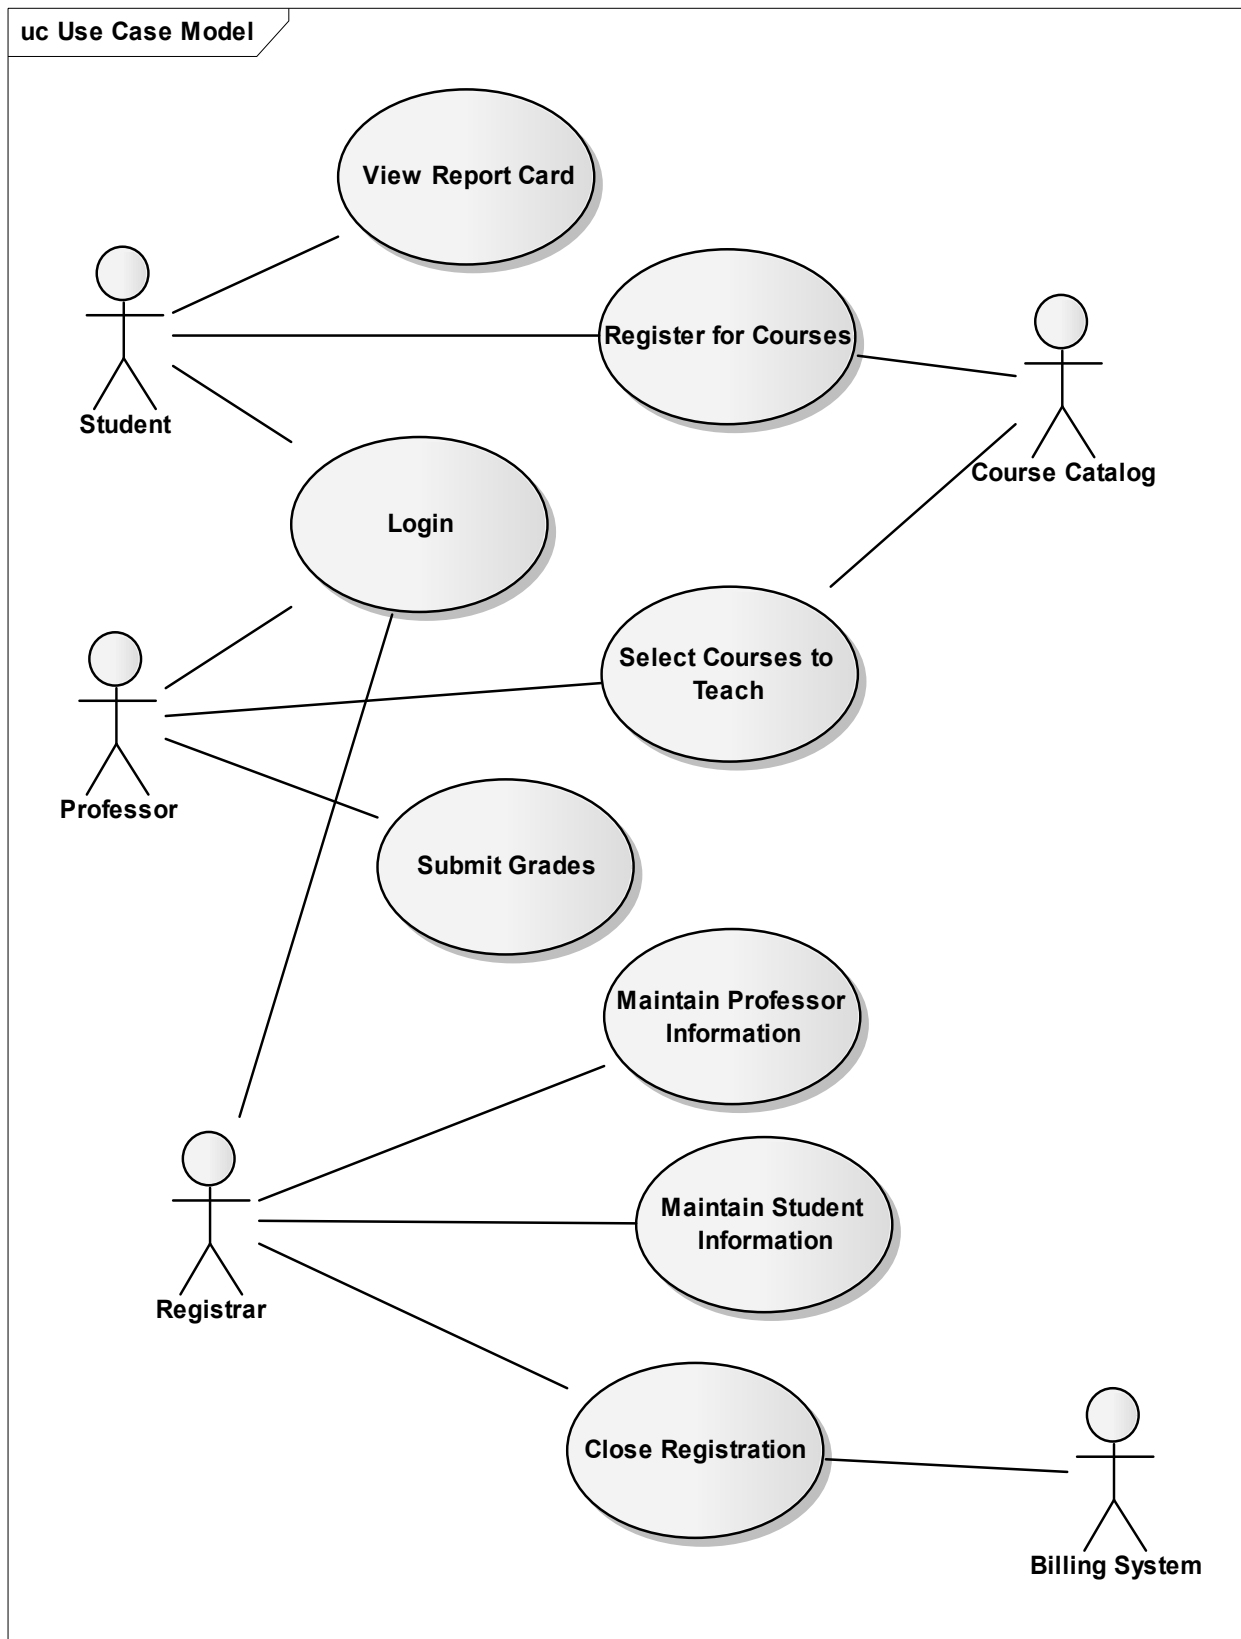 uc Use Case Model
View Report Card
Register for Courses
Student
Course Catalog
Login
Select Courses to
Teach
Professor
Submit Grades
Maintain Professor
Information
Maintain Student
Information
Registrar
Close Registration
Billing System